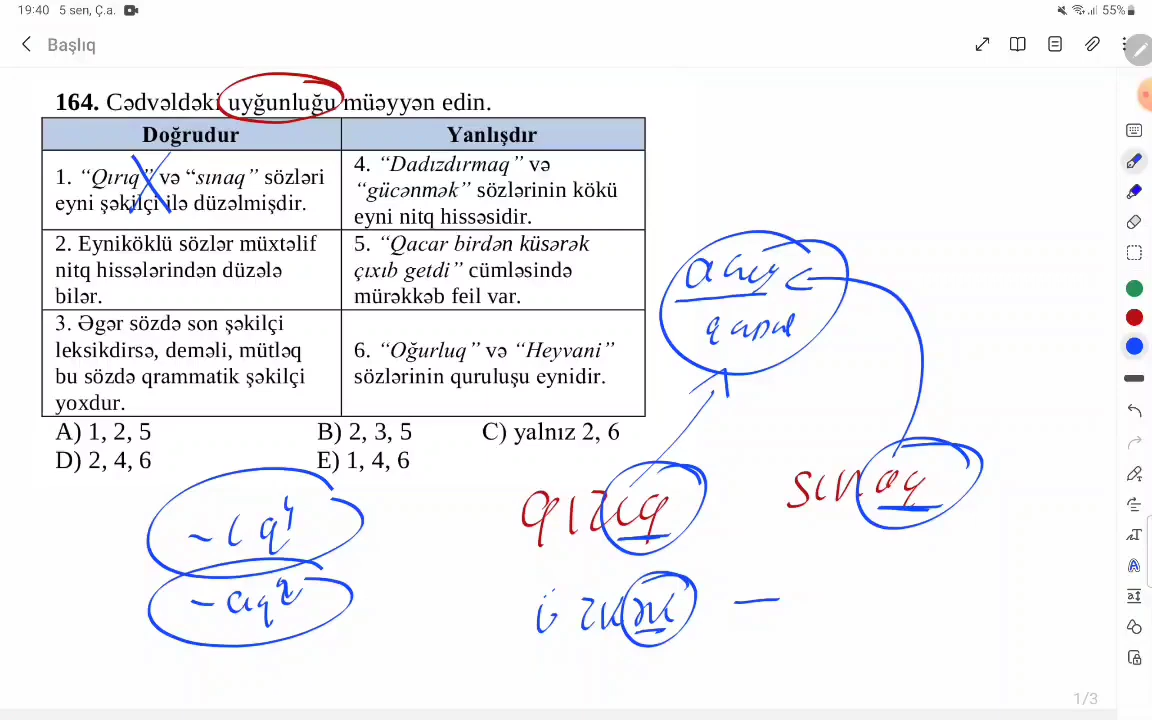 19:40 5 sen, Ç.a. 55%
Başlıq
164. Cədvəldəki uyğunluğu müəyyən edin.
Doğrudur
Yanlışdır
1. “Qırıq” və “sınaq” sözləri
eyni şəkilçi ilə düzəlmişdir.
4. “Dadızdırmaq” və
“gücənmək” sözlərinin kökü
eyni nitq hissəsidir.
2. Eyniköklü sözlər müxtəlif
nitq hissələrindən düzələ
bilər.
5. “Qacar birdən küsərək
çıxıb getdi” cümləsində
mürəkkəb feil var.
3. Əgər sözdə son şəkilçi
leksikdirsə, deməli, mütləq
bu sözdə qrammatik şəkilçi
yoxdur.
6. “Oğurluq” və “Heyvani”
sözlərinin quruluşu eynidir.
A) 1, 2, 5 B) 2, 3, 5 C) yalnız 2, 6
D) 2, 4, 6 E) 1, 4, 6
sınaq
-ıq⁴
-aq²
1/3